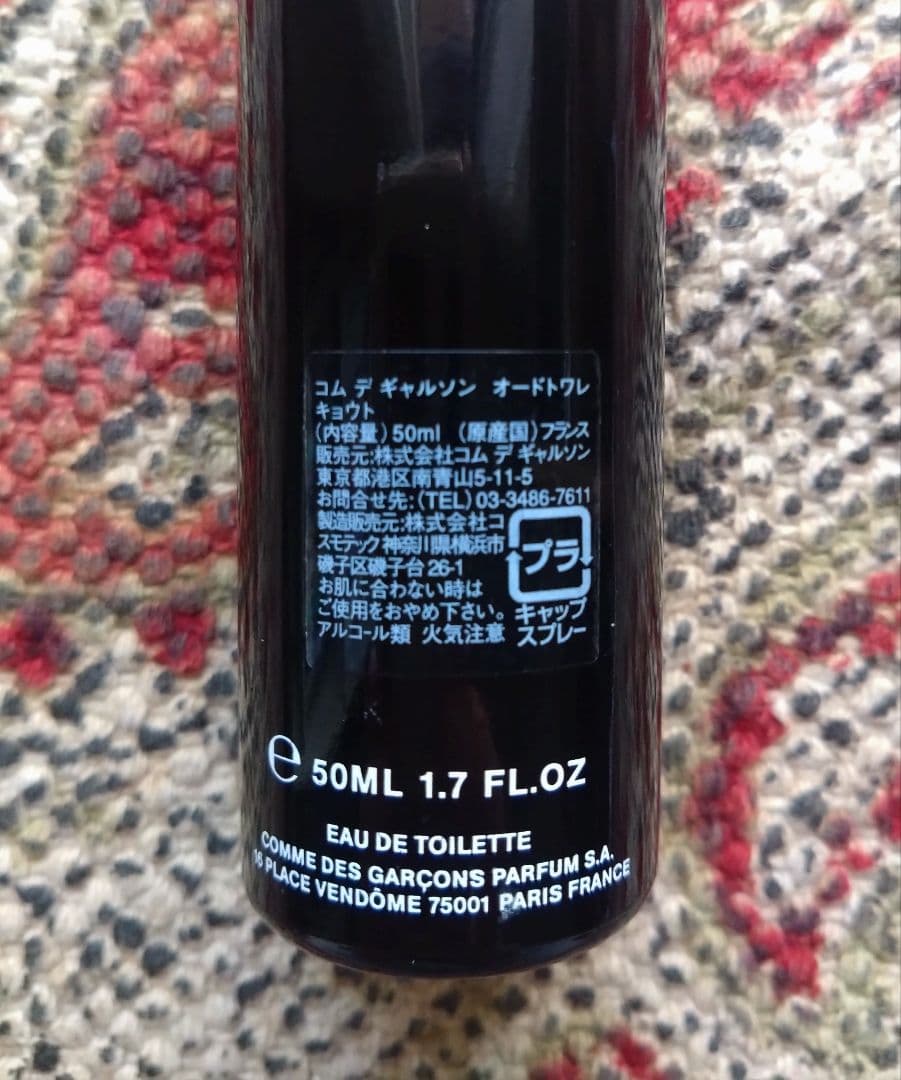 コム デ ギャルソン オードトワレ
キョウト
(内容量) 50ml (原産国) フランス
販売元:株式会社コム デ ギャルソン
東京都港区南青山5-11-5
お問合せ先:(TEL) 03-3486-7611
製造販売元:株式会社コ
スモテック 神奈川県横浜市
磯子区磯子台 26-1
お肌に合わない時は
ご使用をおやめ下さい。
アルコール類 火気注意
プラ
キャップ
スプレー
e 50ML 1.7 FL.OZ
EAU DE TOILETTE
COMME DES GARÇONS PARFUM S.A.
16 PLACE VENDÔME 75001 PARIS FRANCE